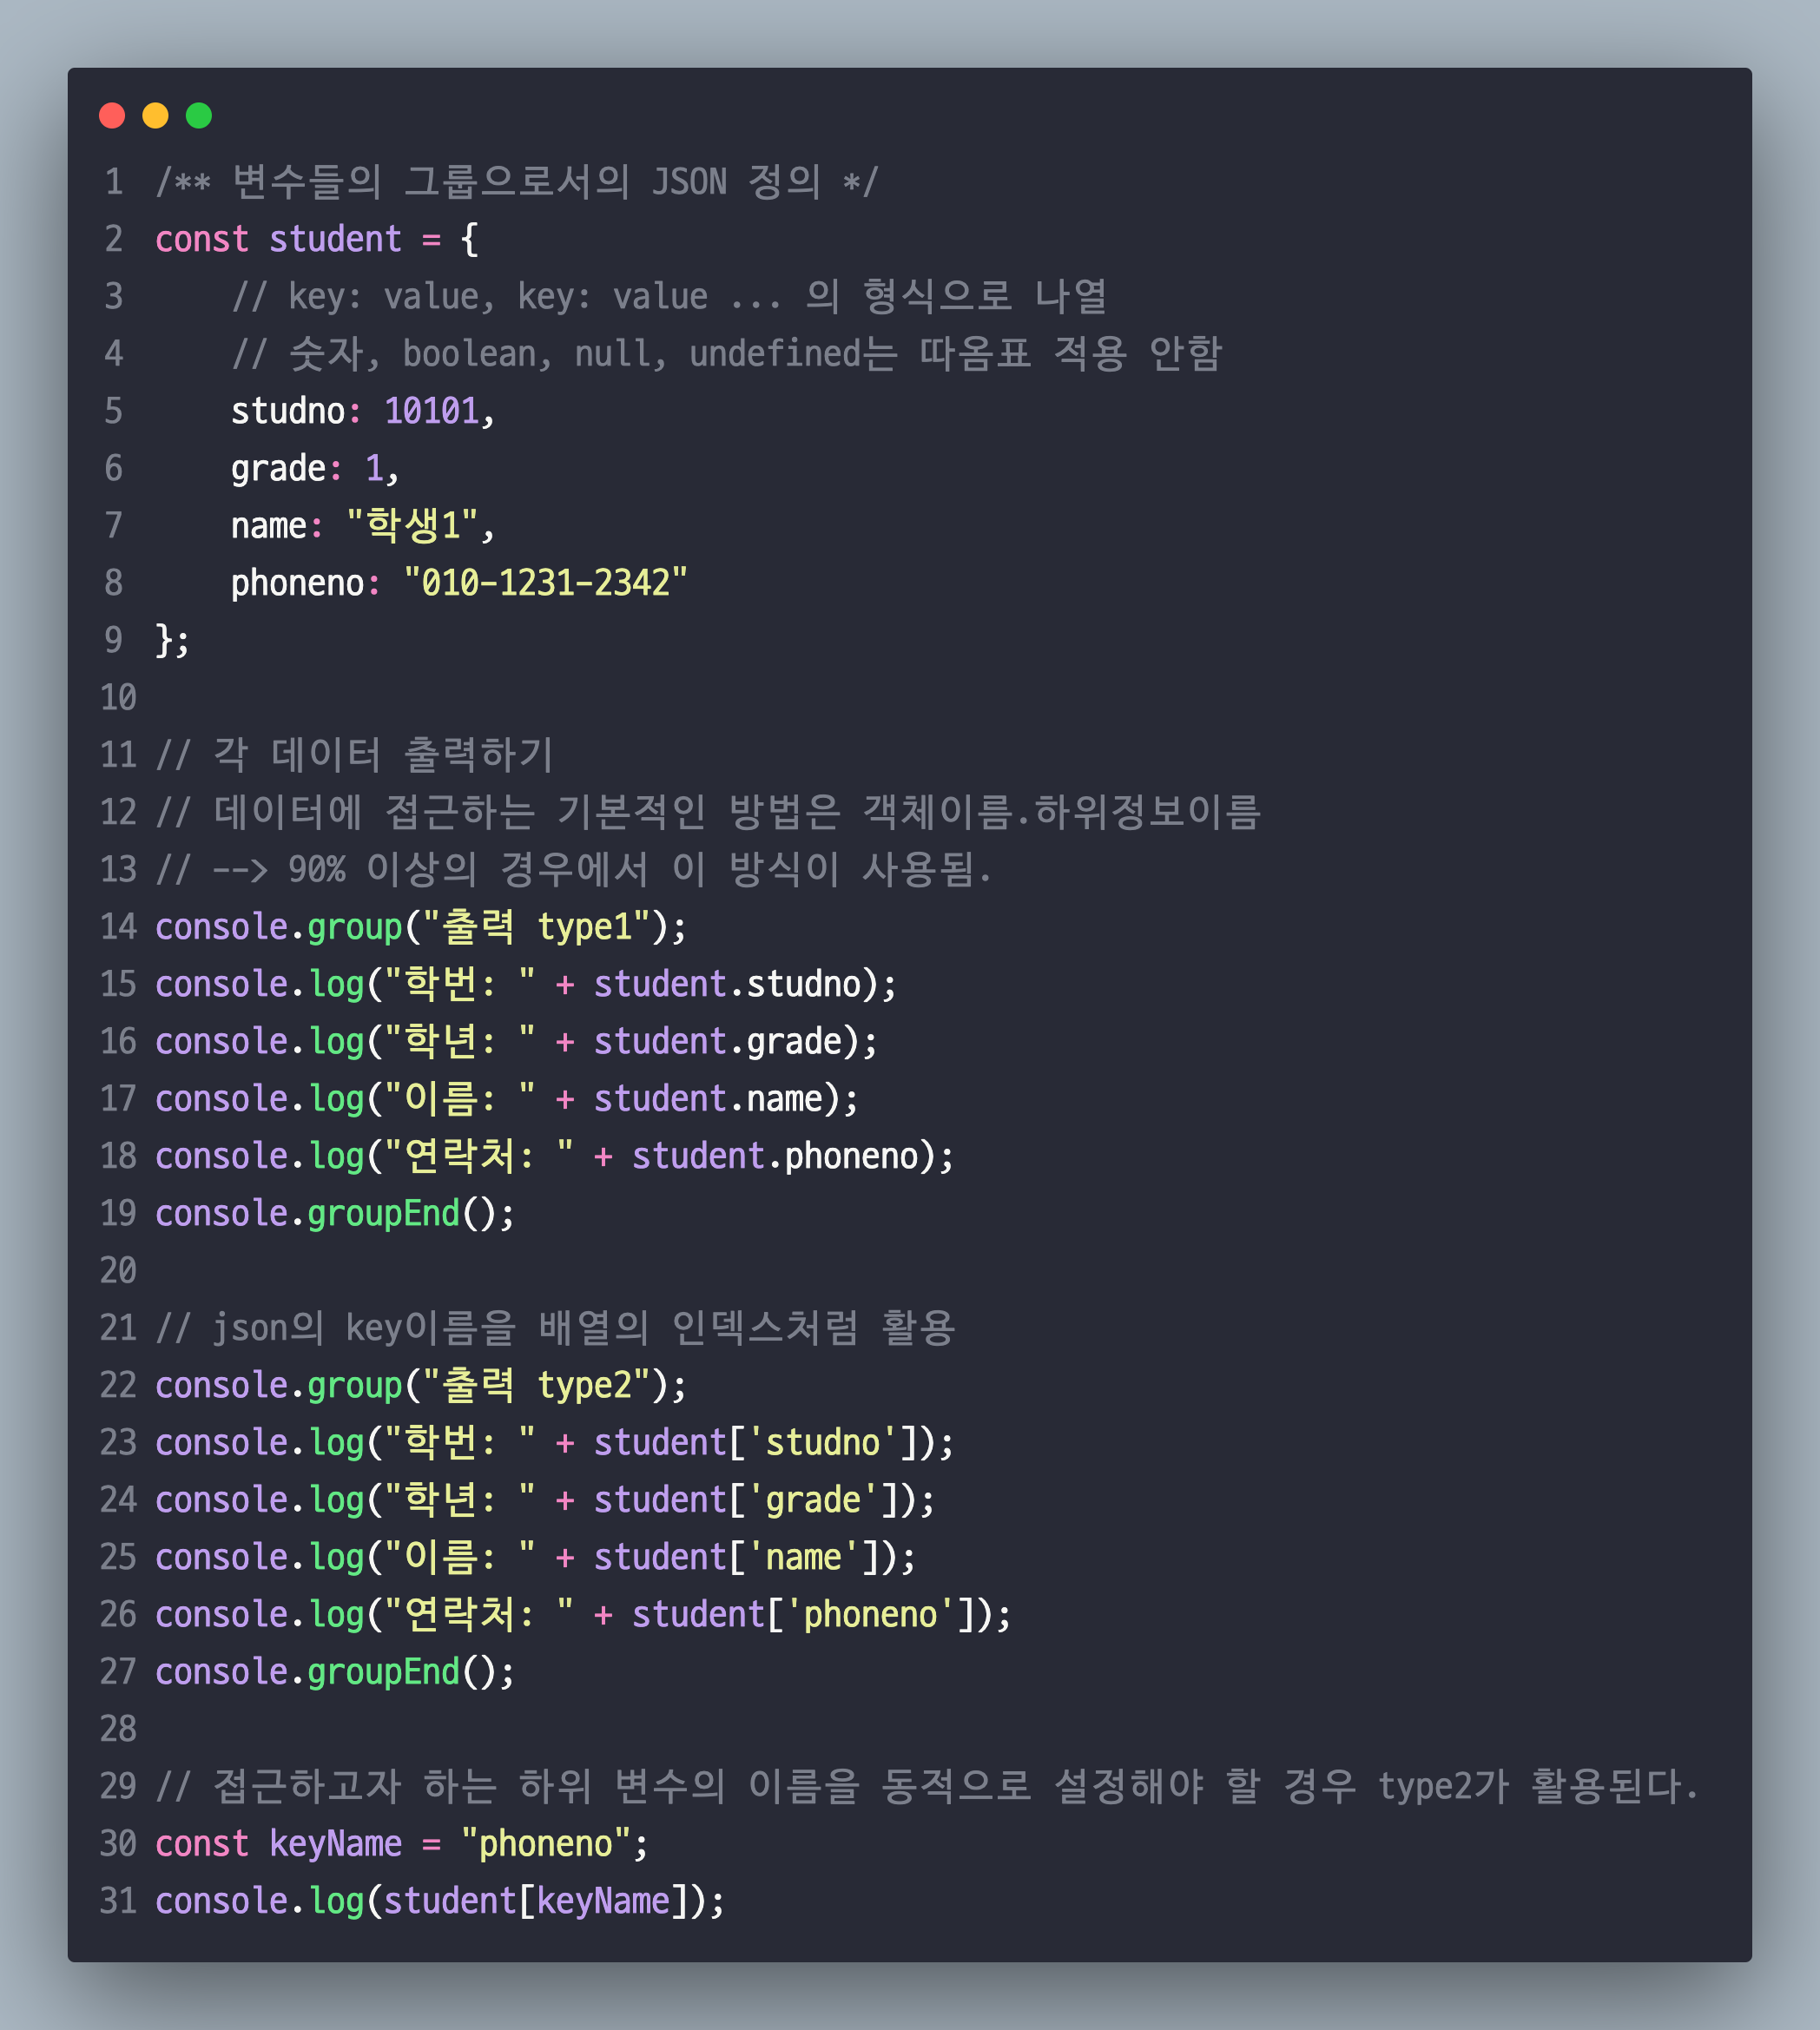 1 /** 변수들의 그룹으로서의 JSON 정의 */
2 const student = {
3     // key: value, key: value ... 의 형식으로 나열
4     // 숫자, boolean, null, undefined는 따옴표 적용 안함
5     studno: 10101,
6     grade: 1,
7     name: "학생1",
8     phoneno: "010-1231-2342"
9 };
10
11 // 각 데이터 출력하기
12 // 데이터에 접근하는 기본적인 방법은 객체이름.하위정보이름
13 // --> 90% 이상의 경우에서 이 방식이 사용됨.
14 console.group("출력 type1");
15 console.log("학번: " + student.studno);
16 console.log("학년: " + student.grade);
17 console.log("이름: " + student.name);
18 console.log("연락처: " + student.phoneno);
19 console.groupEnd();
20
21 // json의 key이름을 배열의 인덱스처럼 활용
22 console.group("출력 type2");
23 console.log("학번: " + student['studno']);
24 console.log("학년: " + student['grade']);
25 console.log("이름: " + student['name']);
26 console.log("연락처: " + student['phoneno']);
27 console.groupEnd();
28
29 // 접근하고자 하는 하위 변수의 이름을 동적으로 설정해야 할 경우 type2가 활용된다.
30 const keyName = "phoneno";
31 console.log(student[keyName]);